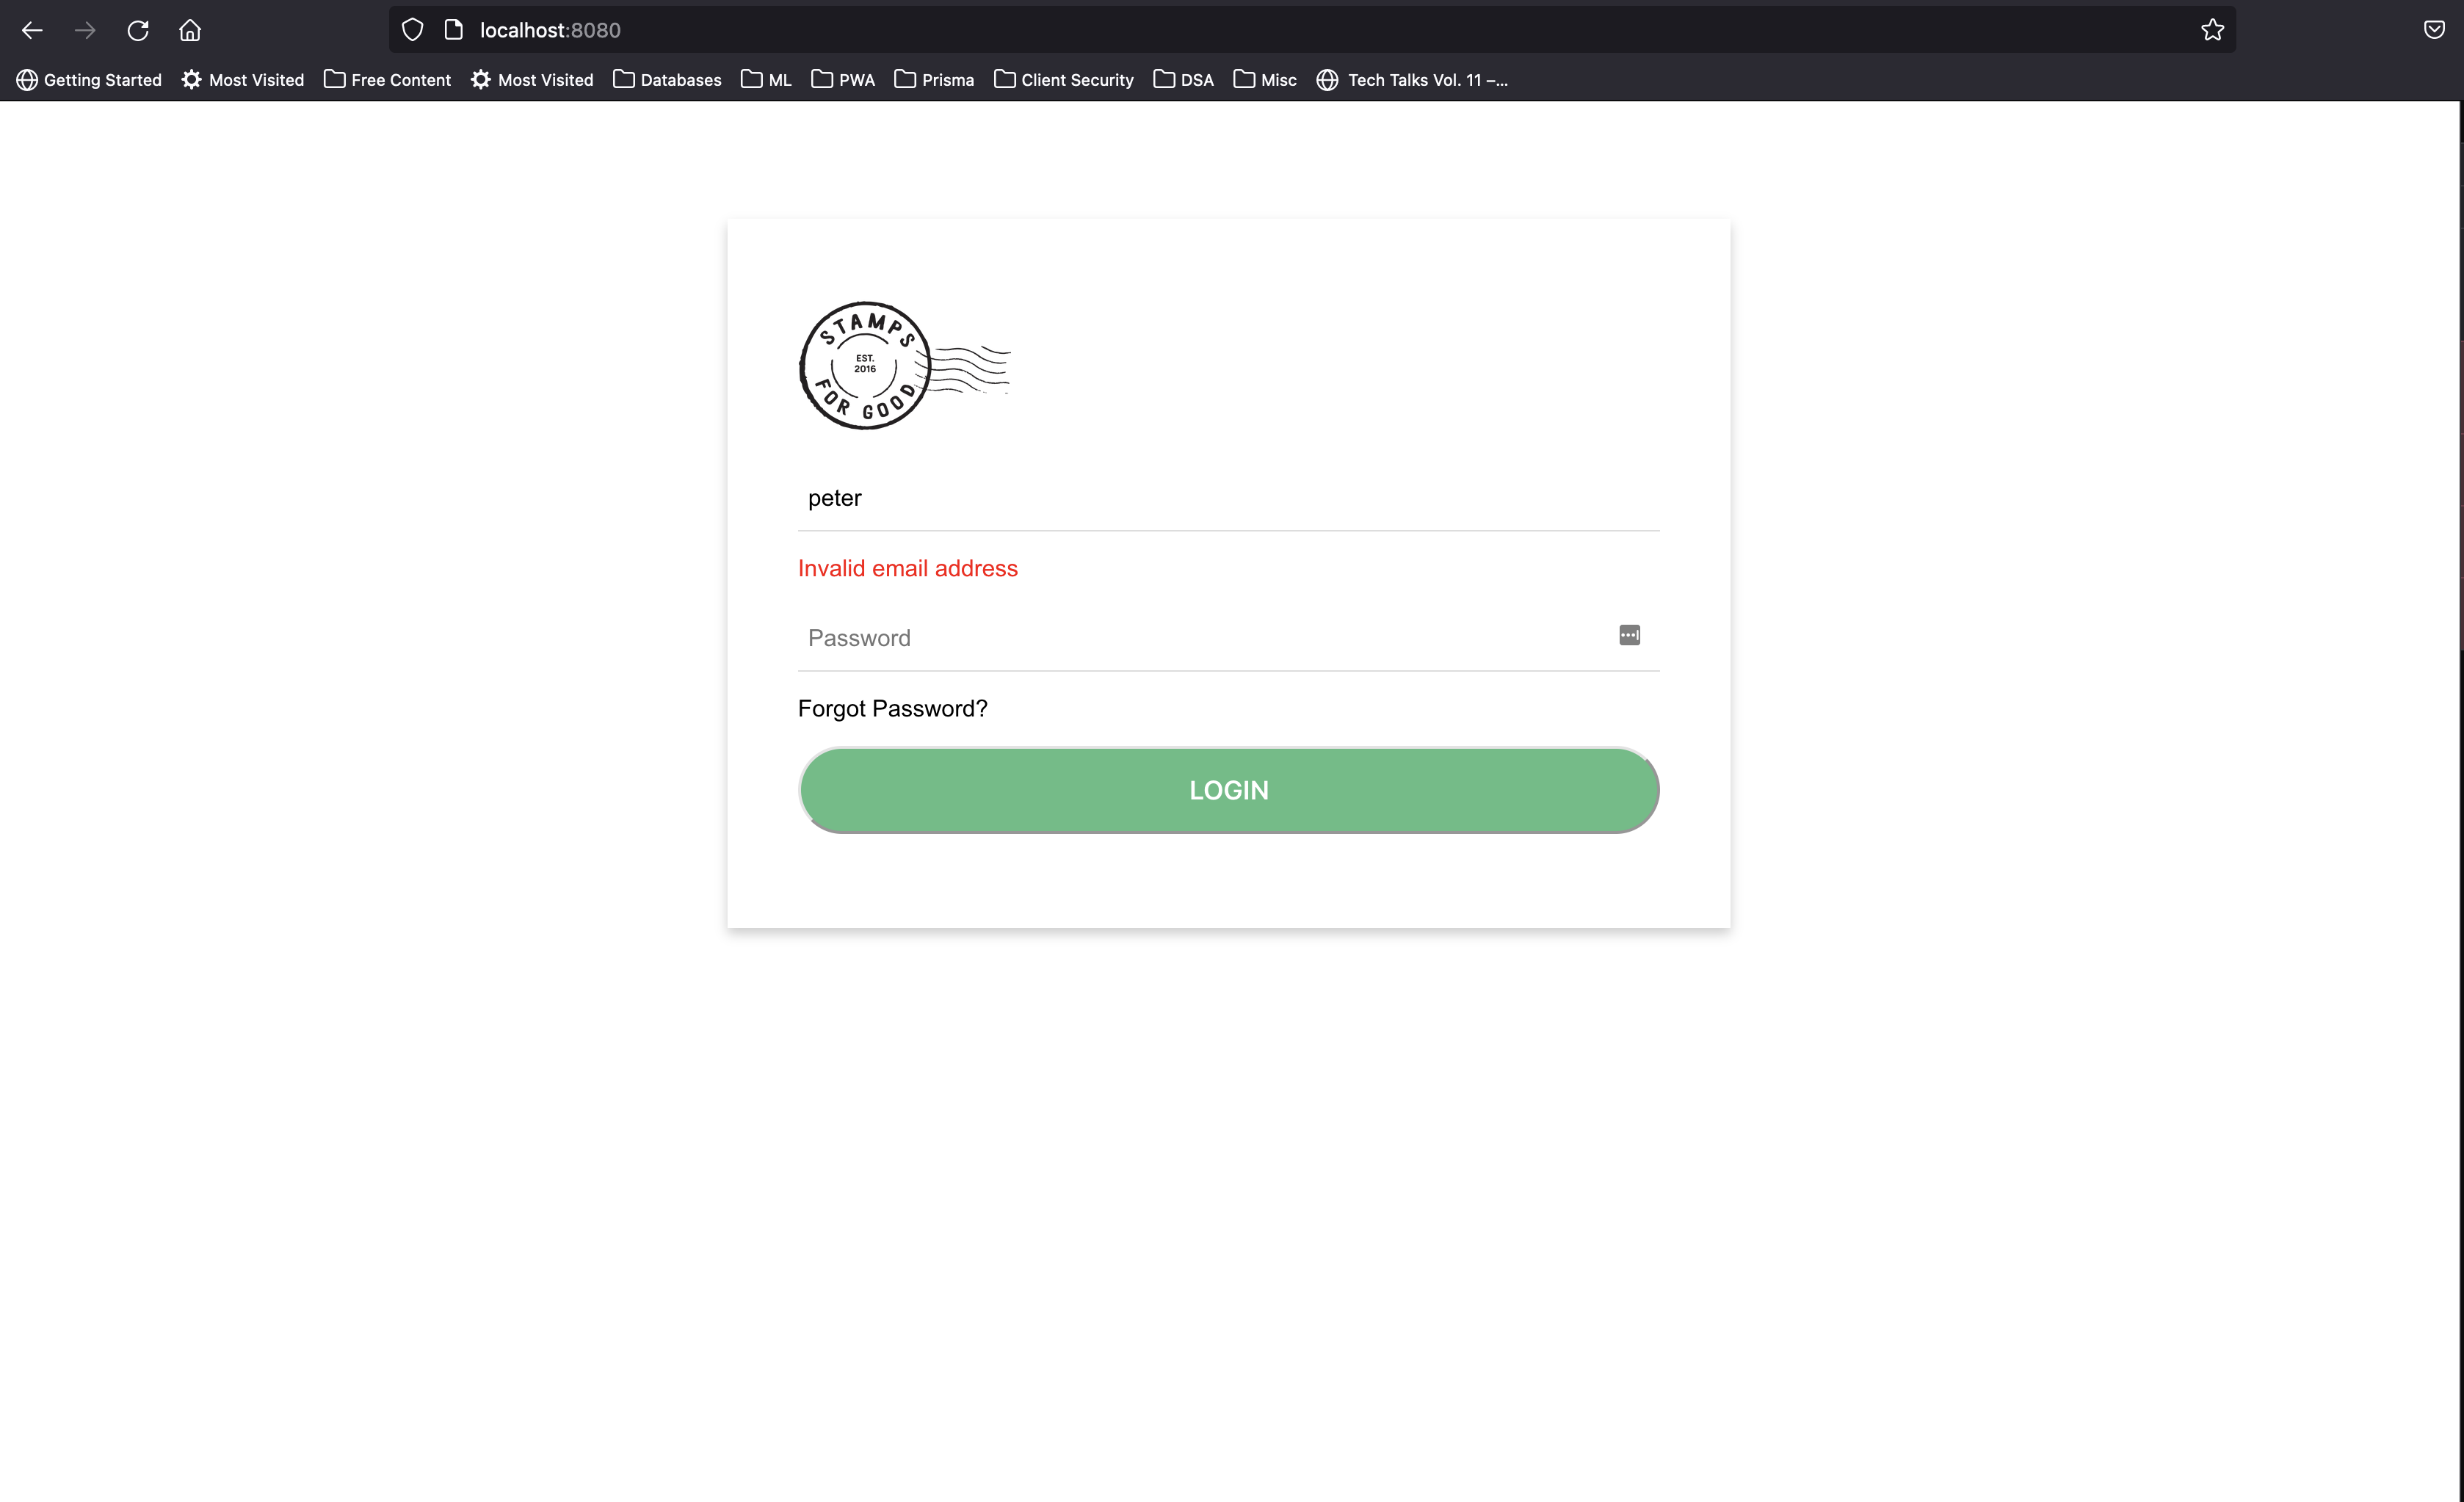 localhost:8080
Getting Started Most Visited Free Content Most Visited Databases ML PWA Prisma Client Security DSA Misc Tech Talks Vol. 11 –...
STAMPS
EST.
2016
FOR GOOD
peter
Invalid email address
Password
Forgot Password?
LOGIN